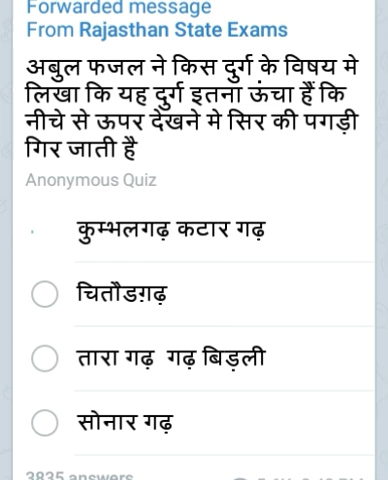 Forwarded message
From Rajasthan State Exams
अबुल फजल ने किस दुर्ग के विषय मे
लिखा कि यह दुर्ग इतना ऊंचा हैं कि
नीचे से ऊपर देखने मे सिर की पगड़ी
गिर जाती है
Anonymous Quiz
कुम्भलगढ़ कटार गढ़
चितौडग़ढ़
तारा गढ़ गढ़ बिड़ली
सोनार गढ़
3835 answers